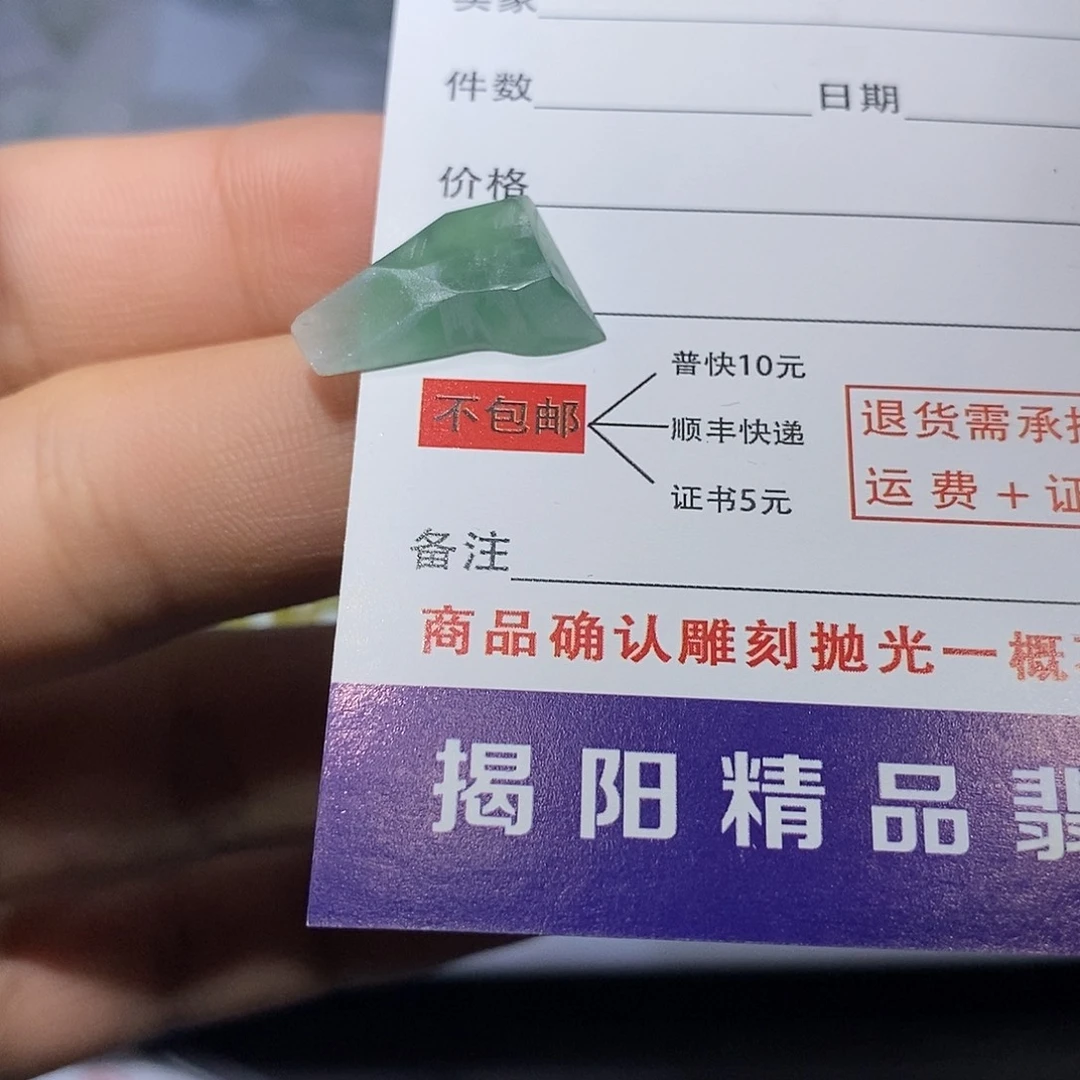 件数 日期
价格
普快10元
不包邮
顺丰快递
证书5元
退货需承
运费+证
备注
商品确认雕刻抛光一概
揭阳精品翡